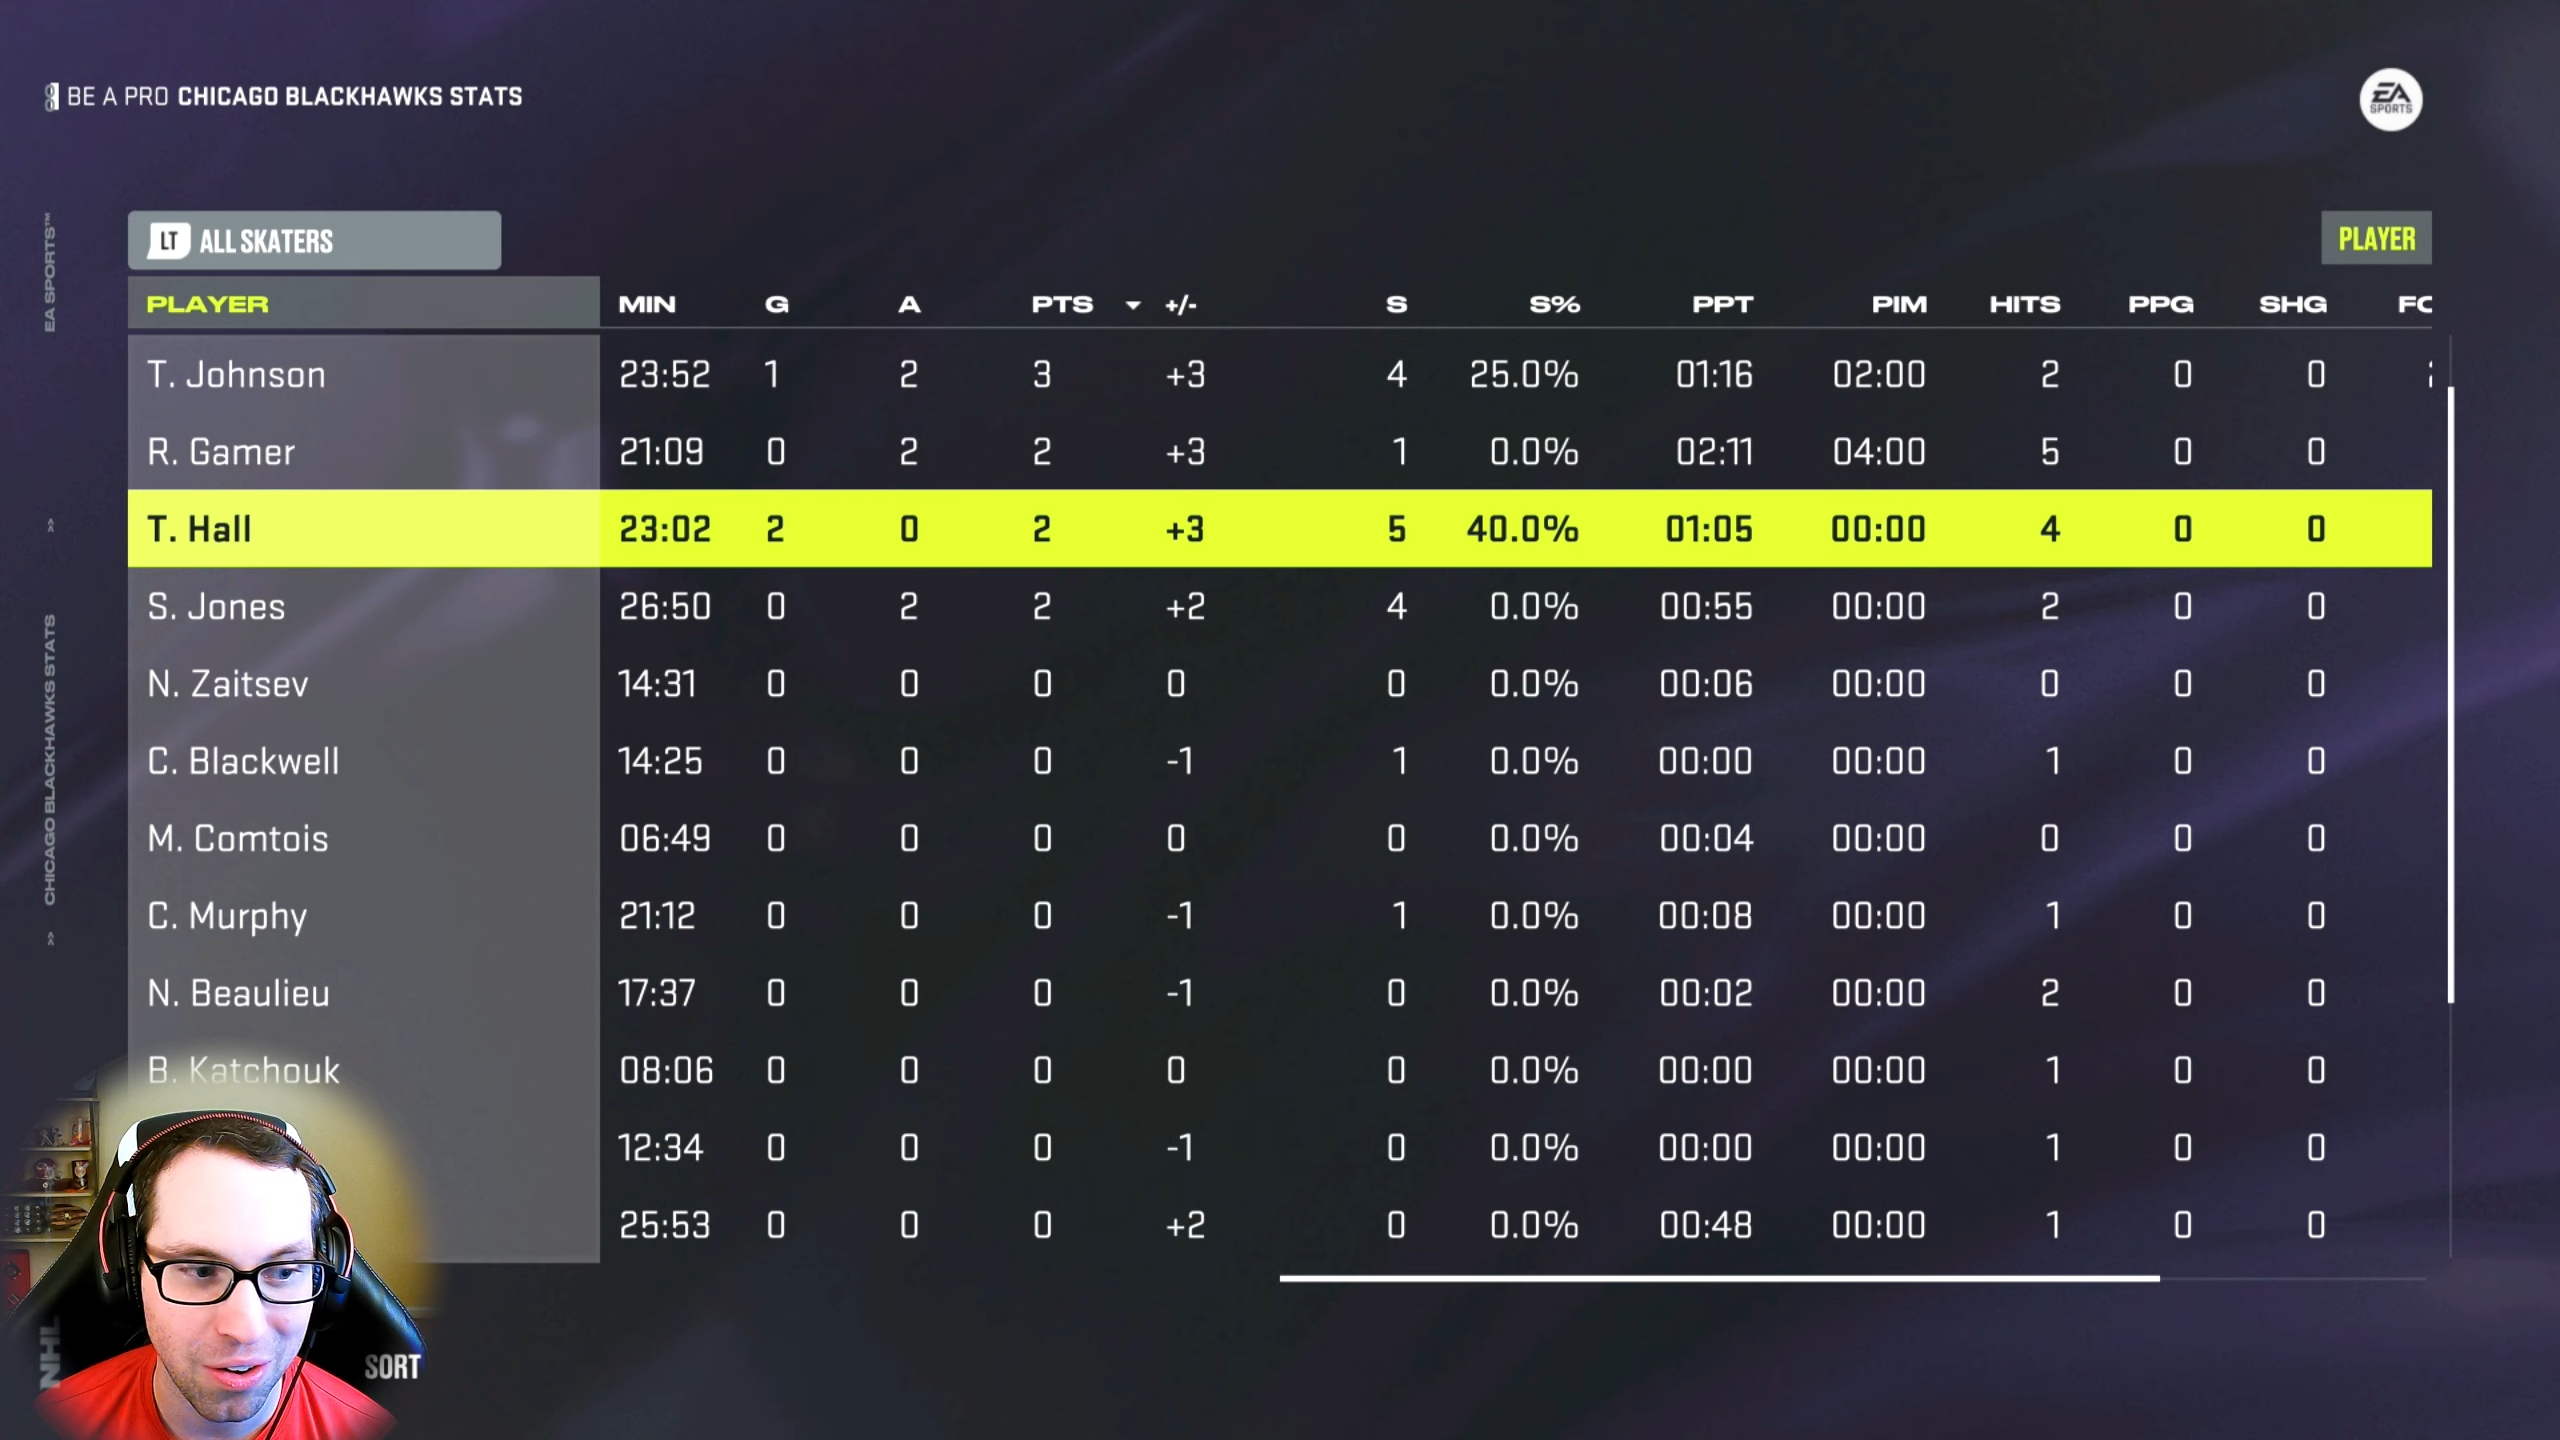 BE A PRO CHICAGO BLACKHAWKS STATS
EA SPORTS
EA SPORTS™
CHICAGO BLACKHAWKS STATS
NHL
LT ALL SKATERS
PLAYER
PLAYER MIN G A PTS +/- S S% PPT PIM HITS PPG SHG
T. Johnson 23:52 1 2 3 +3 4 25.0% 01:16 02:00 2 0 0
R. Gamer 21:09 0 2 2 +3 1 0.0% 02:11 04:00 5 0 0
T. Hall 23:02 2 0 2 +3 5 40.0% 01:05 00:00 4 0 0
S. Jones 26:50 0 2 2 +2 4 0.0% 00:55 00:00 2 0 0
N. Zaitsev 14:31 0 0 0 0 0 0.0% 00:06 00:00 0 0 0
C. Blackwell 14:25 0 0 0 -1 1 0.0% 00:00 00:00 1 0 0
M. Comtois 06:49 0 0 0 0 0 0.0% 00:04 00:00 0 0 0
C. Murphy 21:12 0 0 0 -1 1 0.0% 00:08 00:00 1 0 0
N. Beaulieu 17:37 0 0 0 -1 0 0.0% 00:02 00:00 2 0 0
B. Katchouk 08:06 0 0 0 0 0 0.0% 00:00 00:00 1 0 0
12:34 0 0 0 -1 0 0.0% 00:00 00:00 1 0 0
25:53 0 0 0 +2 0 0.0% 00:48 00:00 1 0 0
SORT